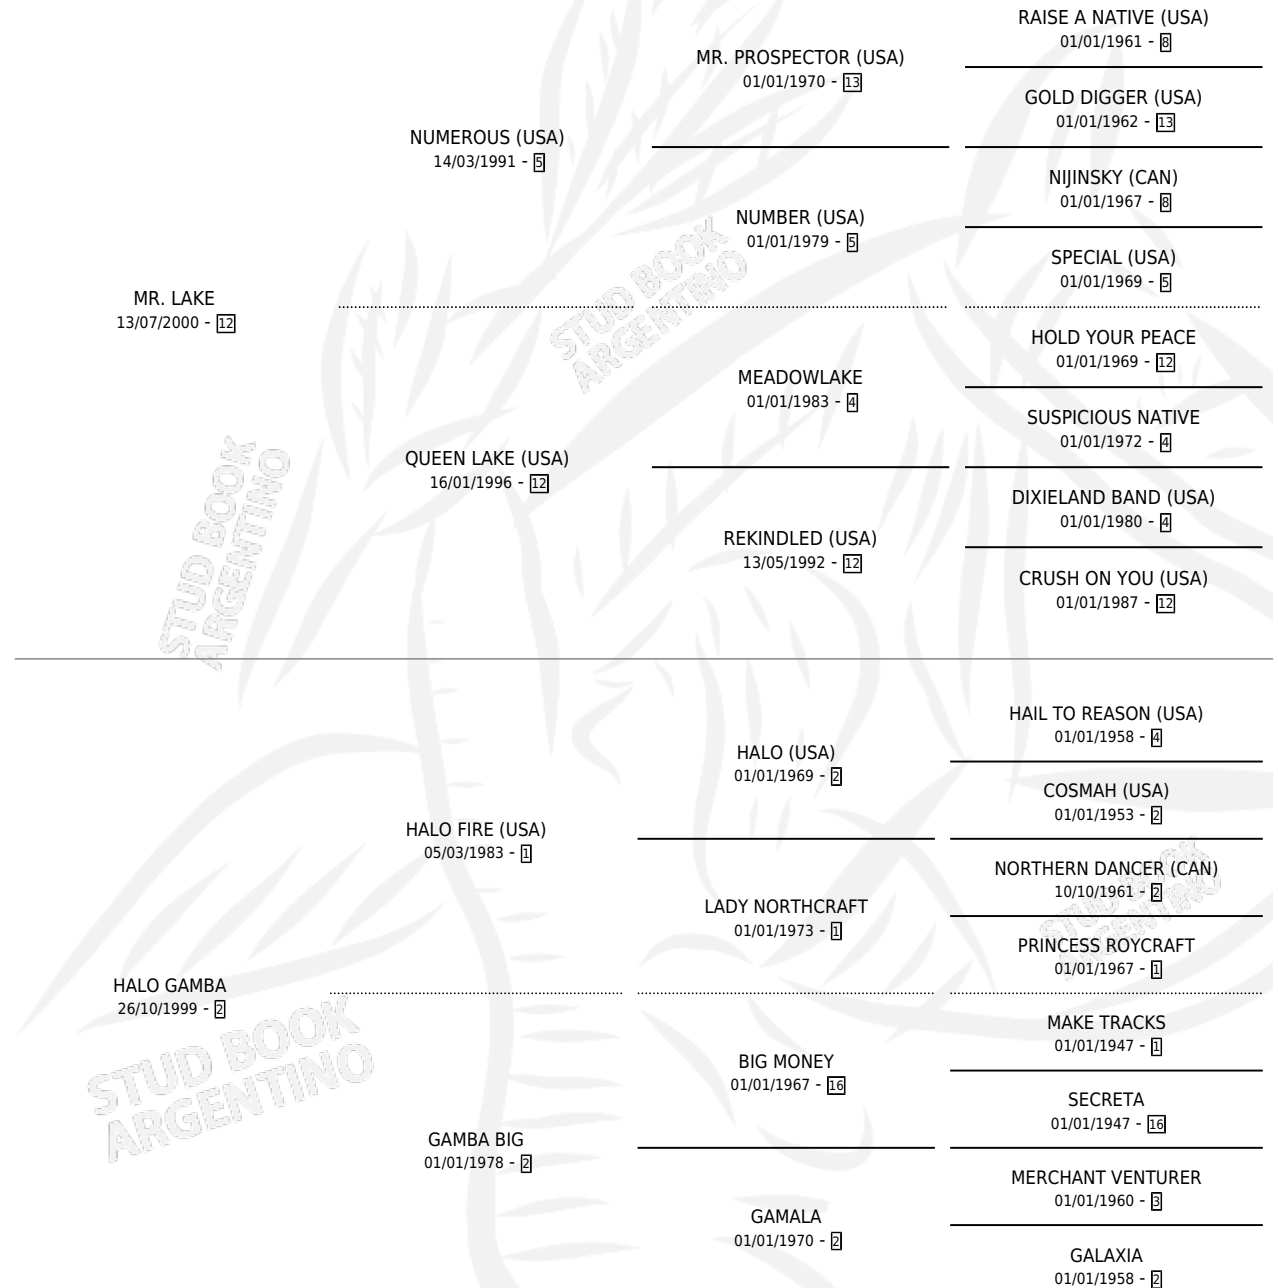 RAISE A NATIVE (USA)
01/01/1961 - 8
MR. PROSPECTOR (USA)
01/01/1970 - 13
GOLD DIGGER (USA)
01/01/1962 - 13
NUMEROUS (USA)
14/03/1991 - 5
NIJINSKY (CAN)
01/01/1967 - 8
NUMBER (USA)
01/01/1979 - 5
SPECIAL (USA)
01/01/1969 - 5
MR. LAKE
13/07/2000 - 12
HOLD YOUR PEACE
01/01/1969 - 12
MEADOWLAKE
01/01/1983 - 4
SUSPICIOUS NATIVE
01/01/1972 - 4
QUEEN LAKE (USA)
16/01/1996 - 12
DIXIELAND BAND (USA)
01/01/1980 - 4
REKINDLED (USA)
13/05/1992 - 12
CRUSH ON YOU (USA)
01/01/1987 - 12
STUD BOOK
ARGENTINO
STUD BOOK
ARGENTINO
HAIL TO REASON (USA)
01/01/1958 - 4
HALO (USA)
01/01/1969 - 2
COSMAH (USA)
01/01/1953 - 2
HALO FIRE (USA)
05/03/1983 - 1
NORTHERN DANCER (CAN)
10/10/1961 - 2
LADY NORTHCRAFT
01/01/1973 - 1
PRINCESS ROYCRAFT
01/01/1967 - 1
HALO GAMBA
26/10/1999 - 2
MAKE TRACKS
01/01/1947 - 1
BIG MONEY
01/01/1967 - 16
SECRETA
01/01/1947 - 16
GAMBA BIG
01/01/1978 - 2
MERCHANT VENTURER
01/01/1960 - 3
GAMALA
01/01/1970 - 2
GALAXIA
01/01/1958 - 2
STUD BOOK
ARGENTINO
STUD BOOK
ARGENTINO